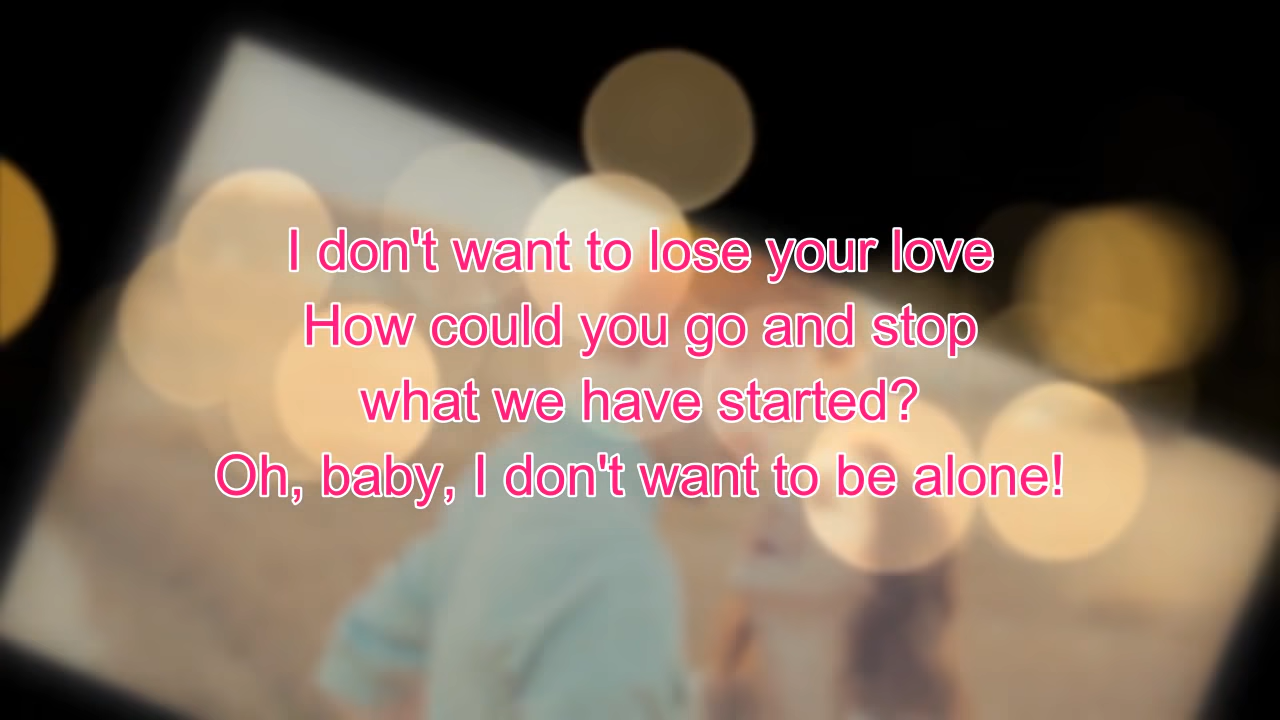 I don't want to lose your love
How could you go and stop
what we have started?
Oh, baby, I don't want to be alone!